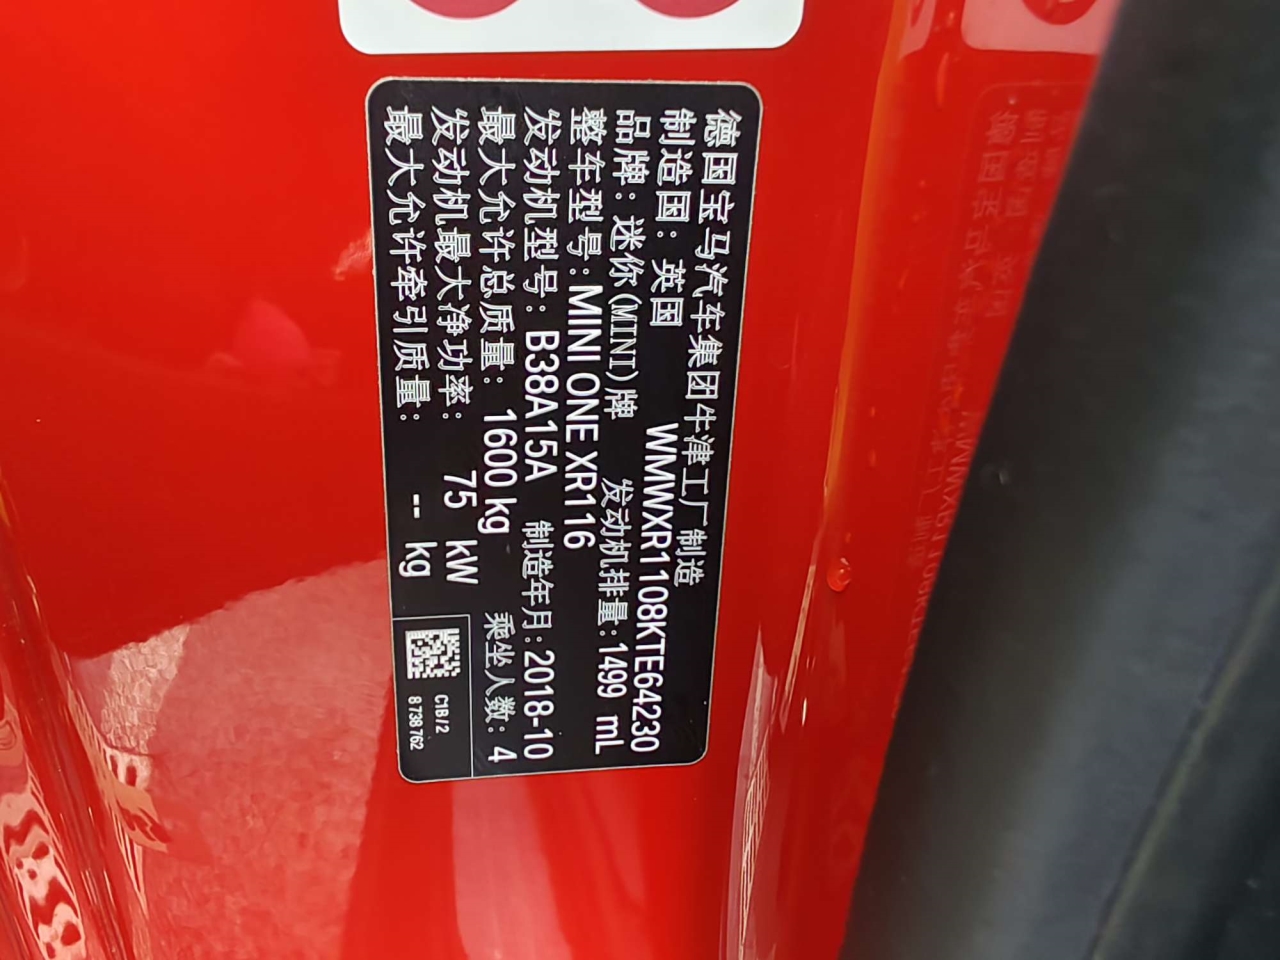 德国宝马汽车集团牛津工厂制造
制造国：英国 WMWXR1108KTE64230
品牌：迷你(MINI)牌 发动机排量：1499 mL
整车型号：MINI ONE XR116
发动机型号：B38A15A 制造年月：2018-10
最大允许总质量：1600 kg 乘坐人数：4
发动机最大净功率：75 kW
最大允许牵引质量：-- kg
C1B/2
8 738 762